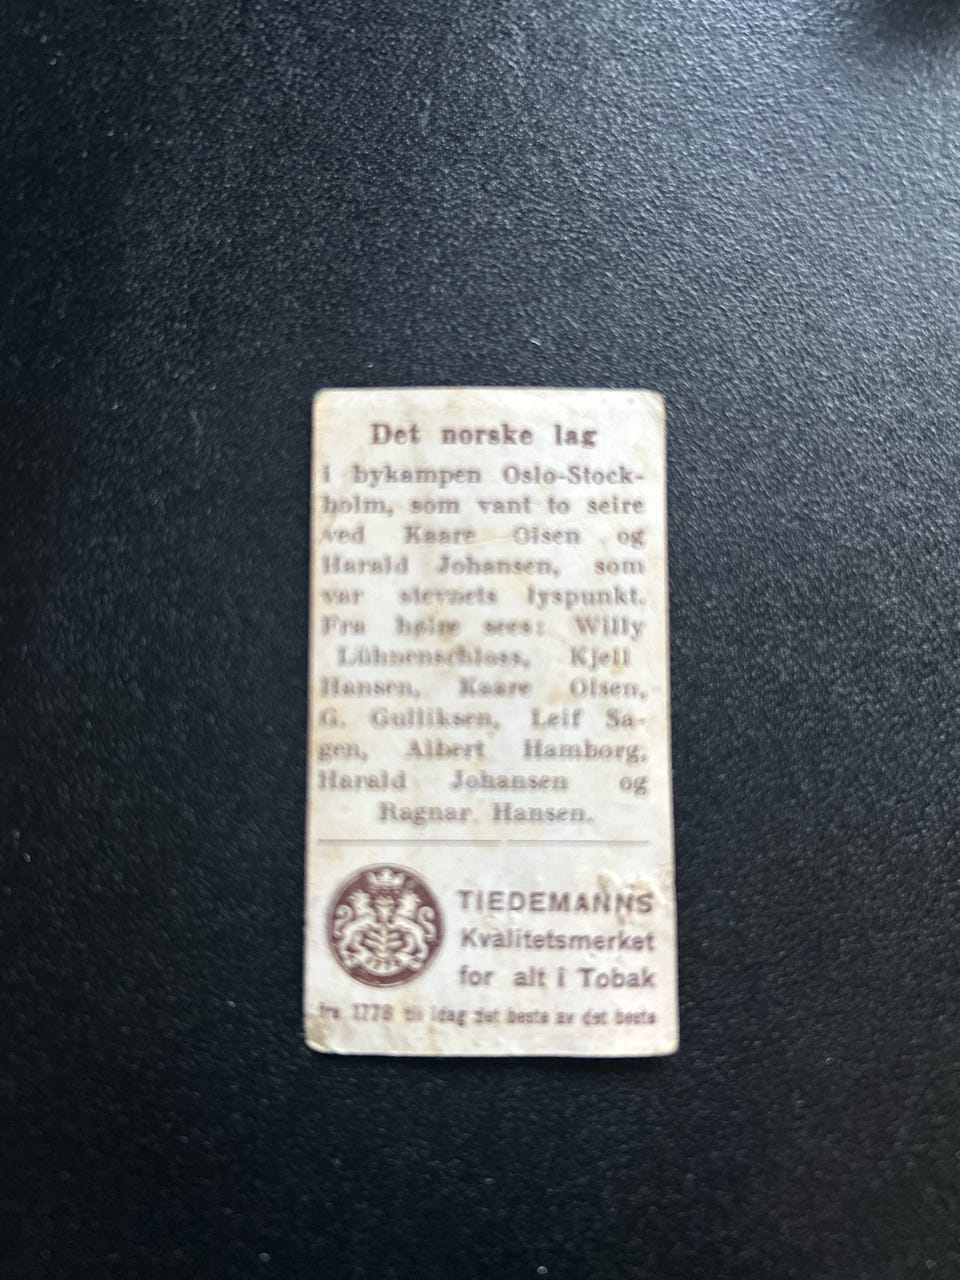 Det norske lag
i bykampen Oslo-Stock-
holm, som vant to seire
ved Kaare Olsen og
Harald Johansen, som
var stevnets lyspunkt.
Fra høire sees: Willy
Lühnenschloss, Kjell
Hansen, Kaare Olsen,
G. Gulliksen, Leif Sa-
gen, Albert Hamborg,
Harald Johansen og
Ragnar Hansen.
TIEDEMANNS
Kvalitetsmerket
for alt i Tobak
fra 1778 til idag det beste av det beste